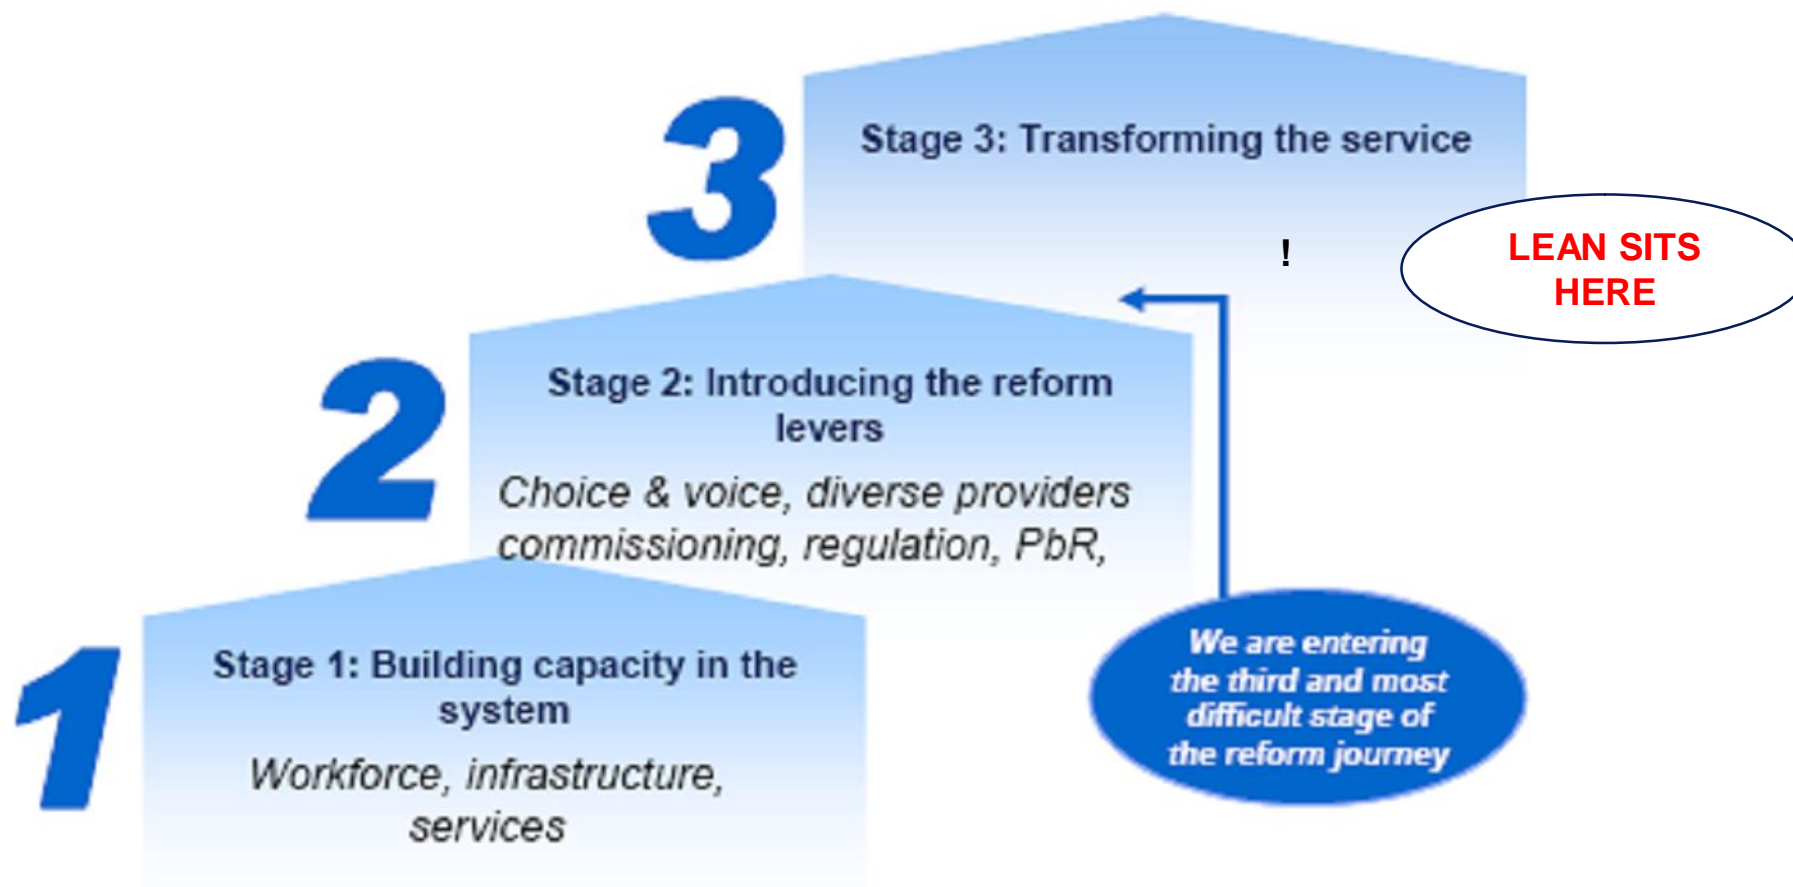 3
Stage 3: Transforming the service
!
LEAN SITS
HERE
2
Stage 2: Introducing the reform
levers
Choice & voice, diverse providers
commissioning, regulation, PbR,
1
Stage 1: Building capacity in the
system
Workforce, infrastructure,
services
We are entering
the third and most
difficult stage of
the reform journey